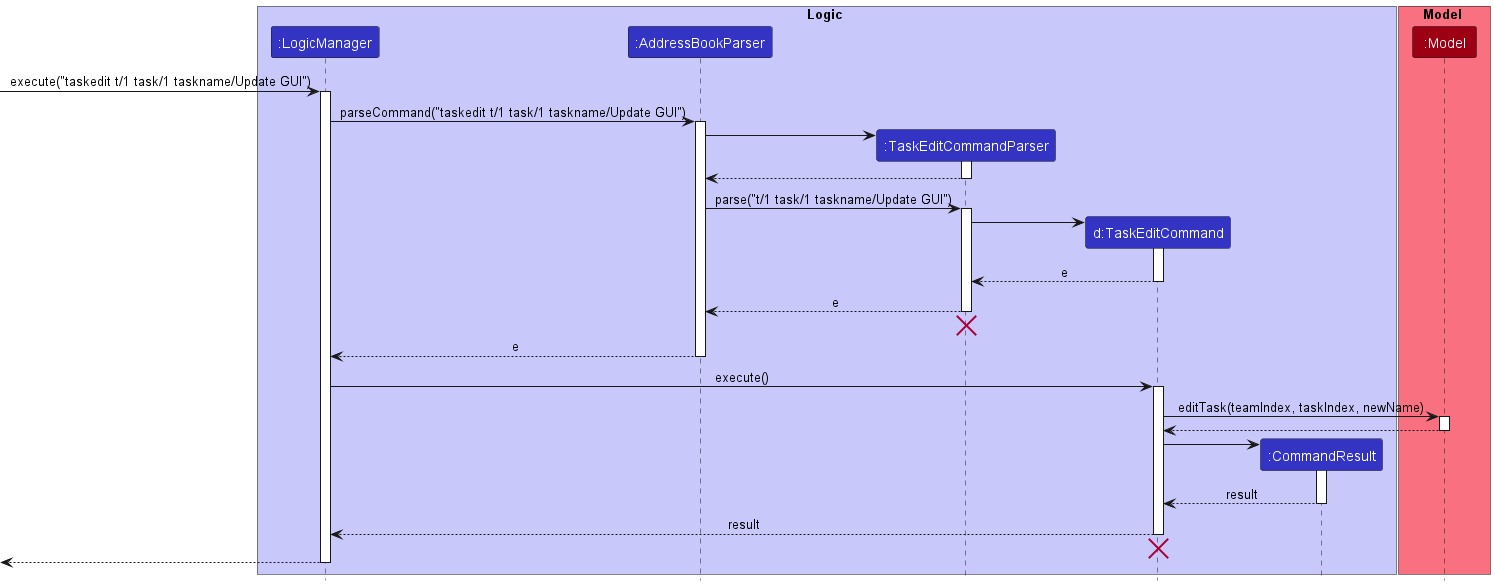 Logic
Model
:LogicManager
:AddressBookParser
:Model
execute("taskedit t/1 task/1 taskname/Update GUI")
parseCommand("taskedit t/1 task/1 taskname/Update GUI")
:TaskEditCommandParser
parse("t/1 task/1 taskname/Update GUI")
d:TaskEditCommand
e
e
e
execute()
editTask(teamIndex, taskIndex, newName)
:CommandResult
result
result